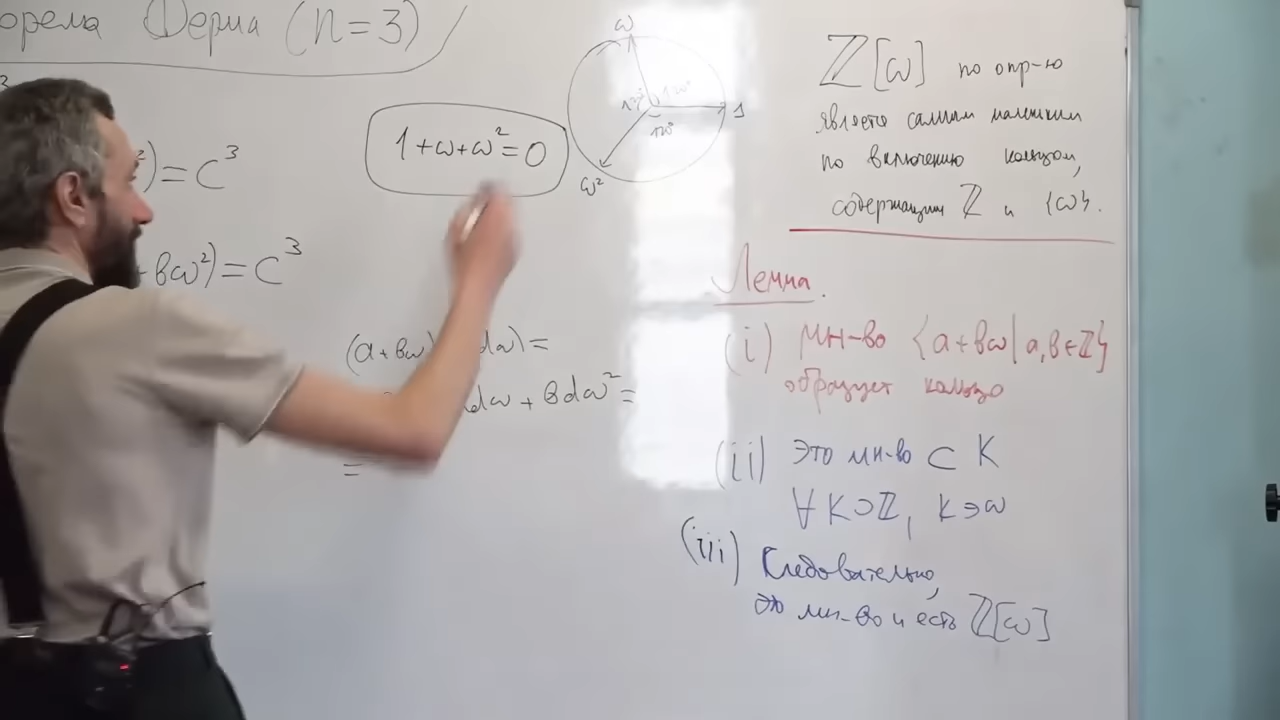 орема Ферма (n=3)
²)=C³
+bω²)=C³
1+ω+ω²=0
ω
120°
1
120°
ω²
(a+bω) dω)=
dω + bdω²=
=
ℤ[ω] по опр-ю
является самым маленьким
по включению кольцом,
содержащим ℤ и {ω}.
Лемма.
(i) мн-во {a+bω|a,b∈ℤ}
образует кольцо
(ii) Это мн-во ⊂ K
∀K⊃ℤ, K∋ω
(iii) Следовательно,
это мн-во и есть ℤ[ω]